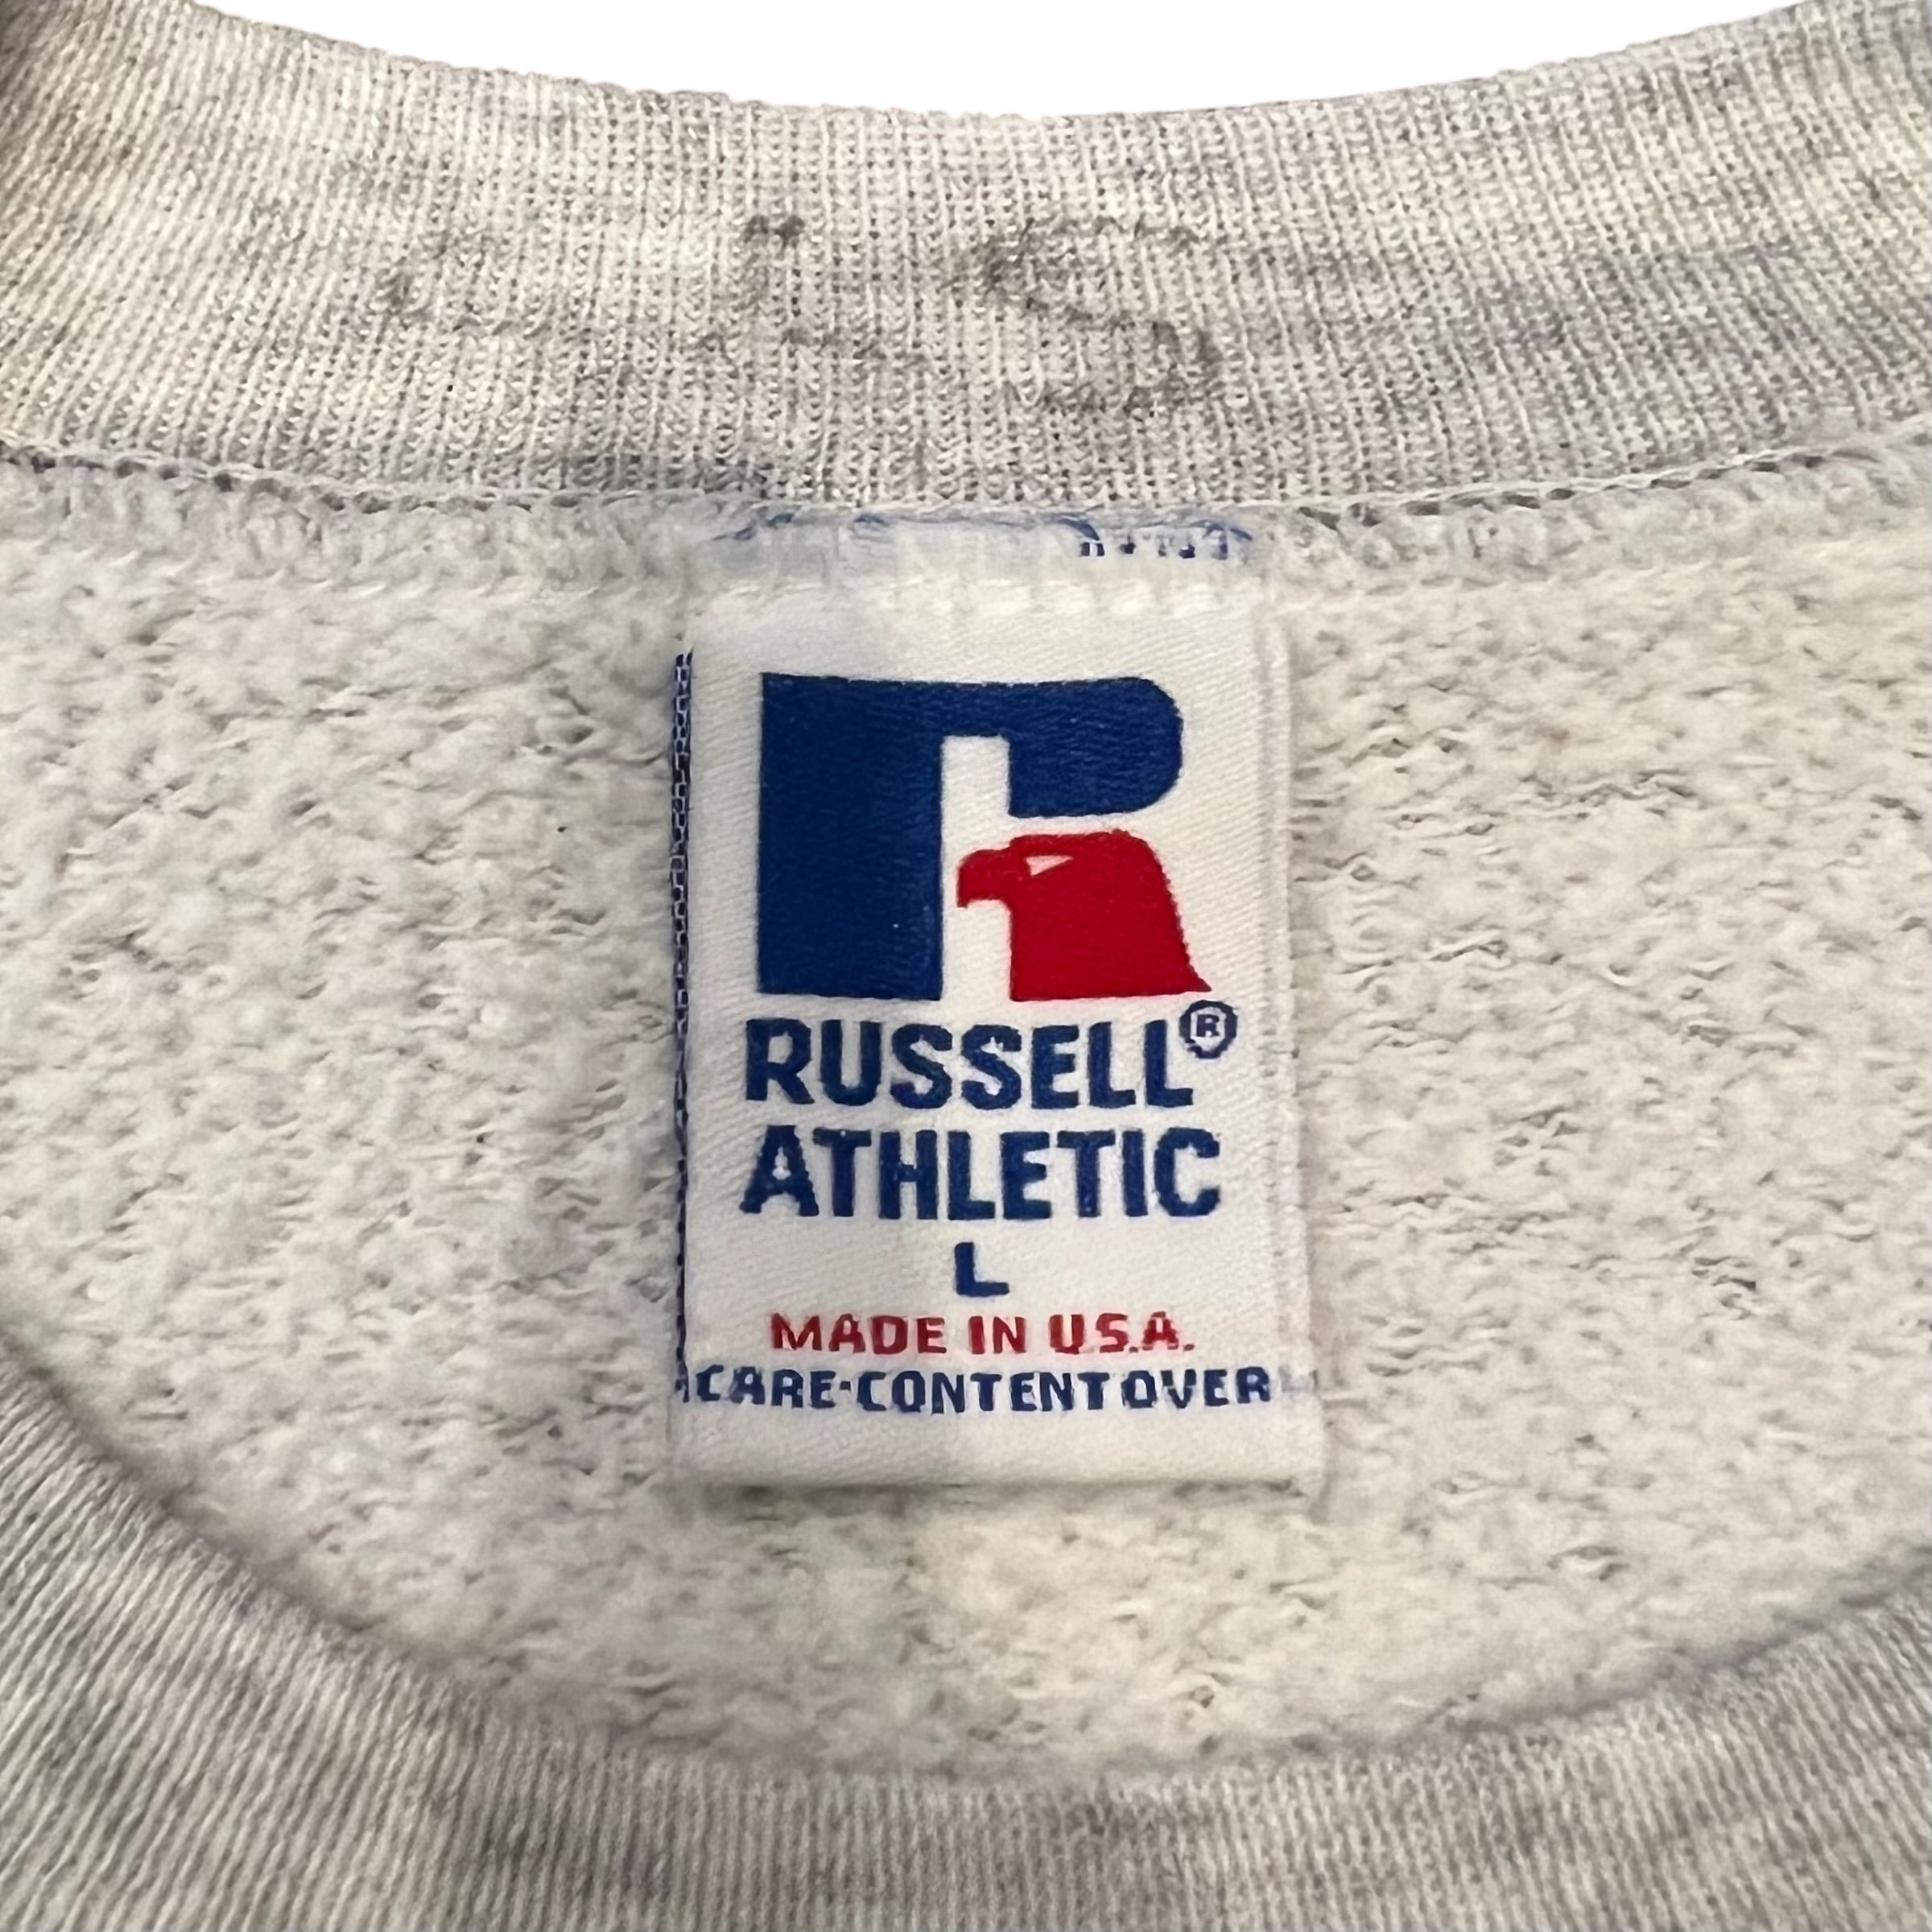 RUSSELL®
ATHLETIC
L
MADE IN U.S.A.
CARE-CONTENT OVER